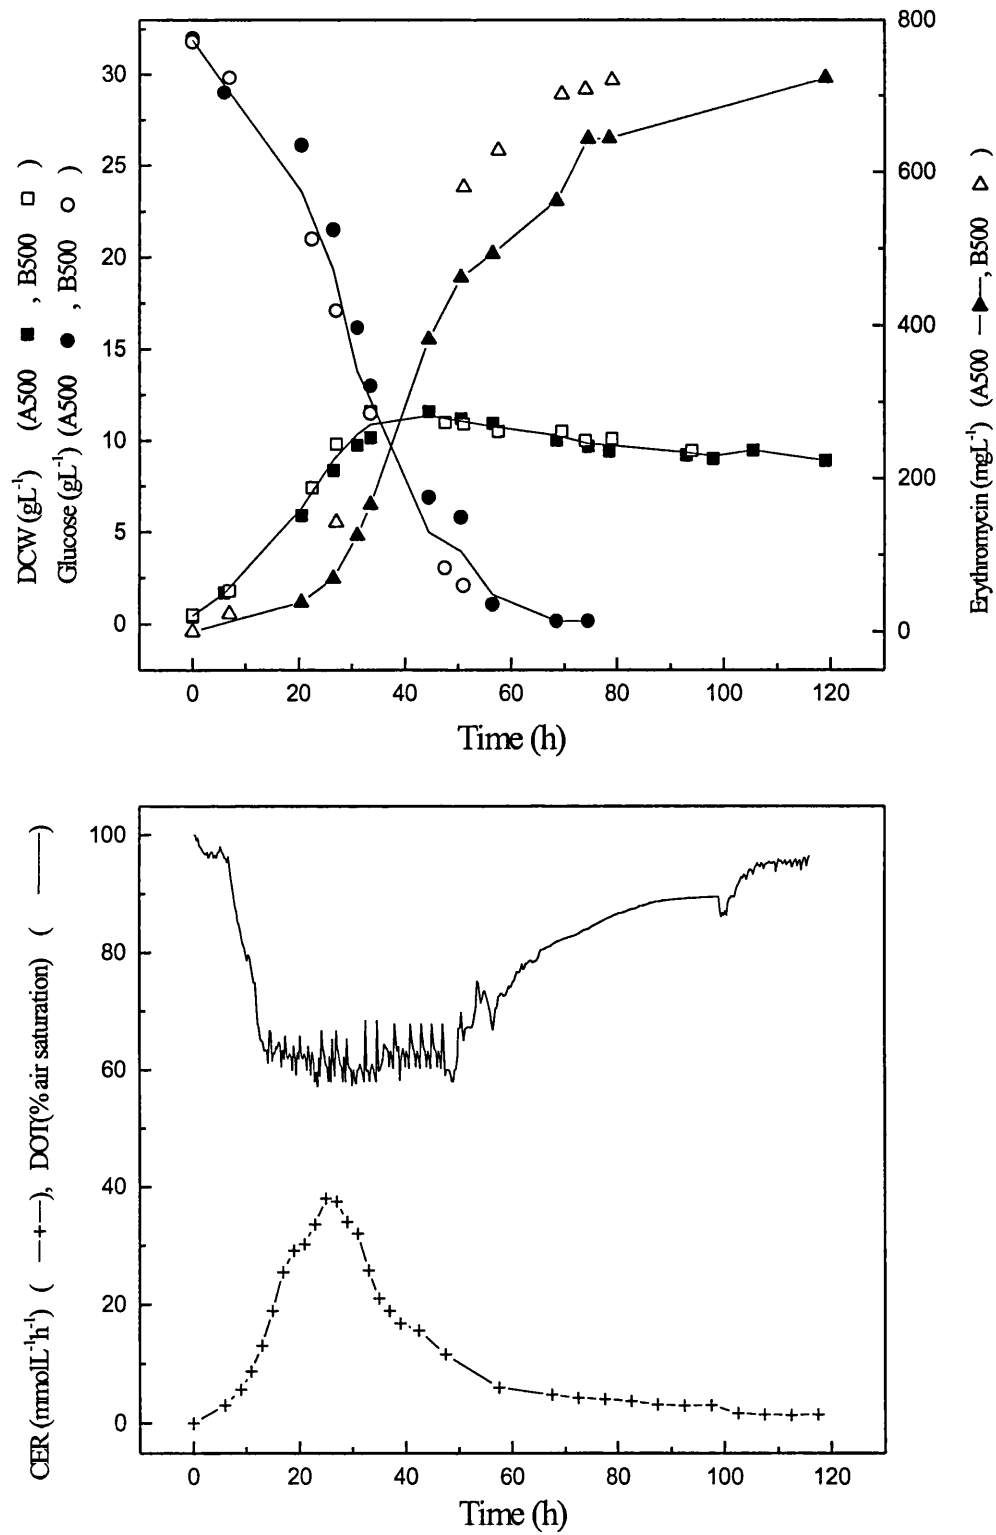 800
30
25
20
15
10
5
0
600
400
200
0
DCW (gL⁻¹) (A500 ■ , B500 □ )
Glucose (gL⁻¹) (A500 ● , B500 ○ )
Erythromycin (mgL⁻¹) (A500 —▲—, B500 △ )
0 20 40 60 80 100 120
Time (h)
100
80
60
40
20
0
CER (mmolL⁻¹h⁻¹) ( —+—), DOT(% air saturation) ( —— )
0 20 40 60 80 100 120
Time (h)